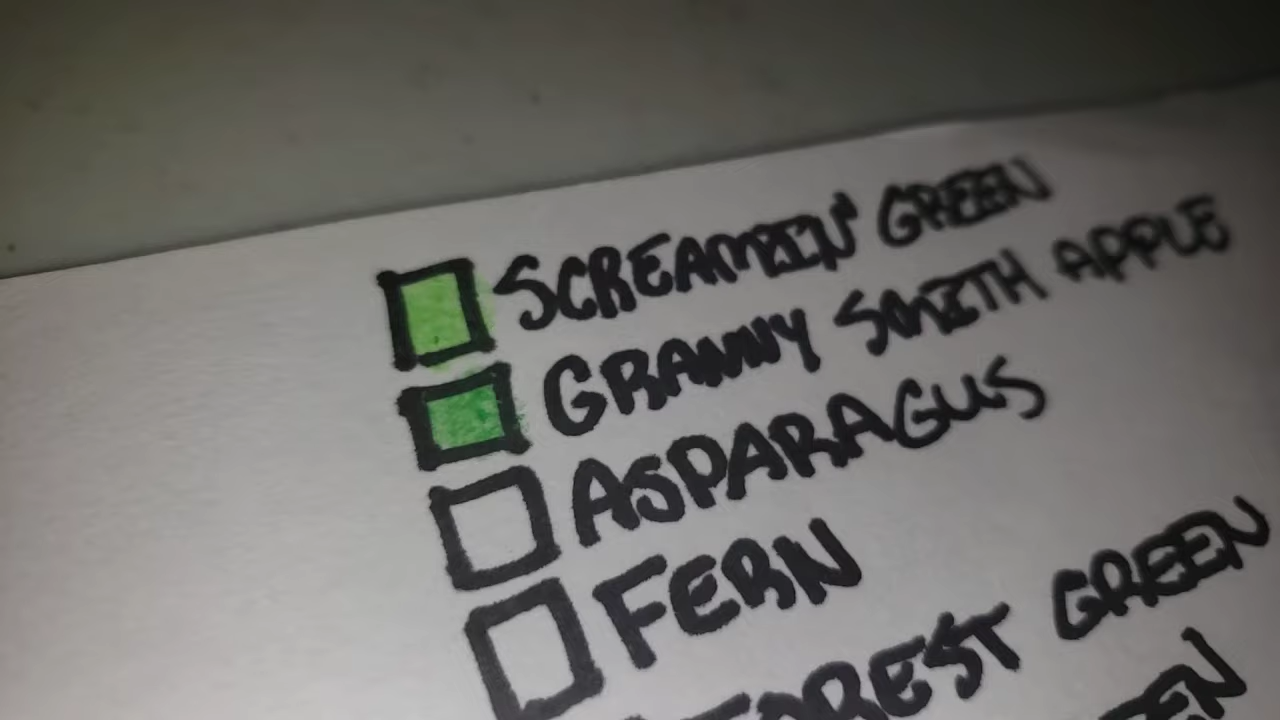 SCREAMIN' GREEN
GRANNY SMITH APPLE
ASPARAGUS
FERN
FOREST GREEN